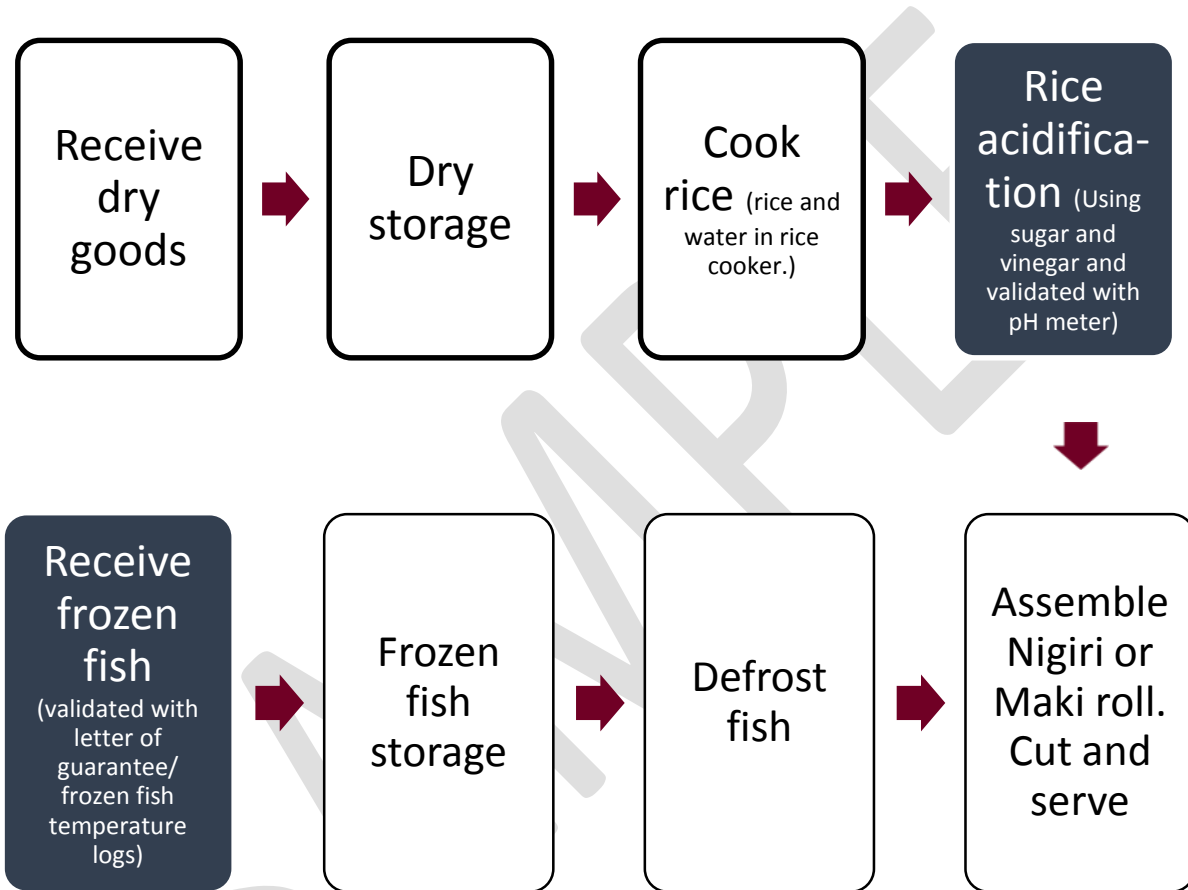 Receive
dry
goods
Dry
storage
Cook
rice (rice and
water in rice
cooker.)
Rice
acidifica-
tion (Using
sugar and
vinegar and
validated with
pH meter)
Receive
frozen
fish
(validated with
letter of
guarantee/
frozen fish
temperature
logs)
Frozen
fish
storage
Defrost
fish
Assemble
Nigiri or
Maki roll.
Cut and
serve